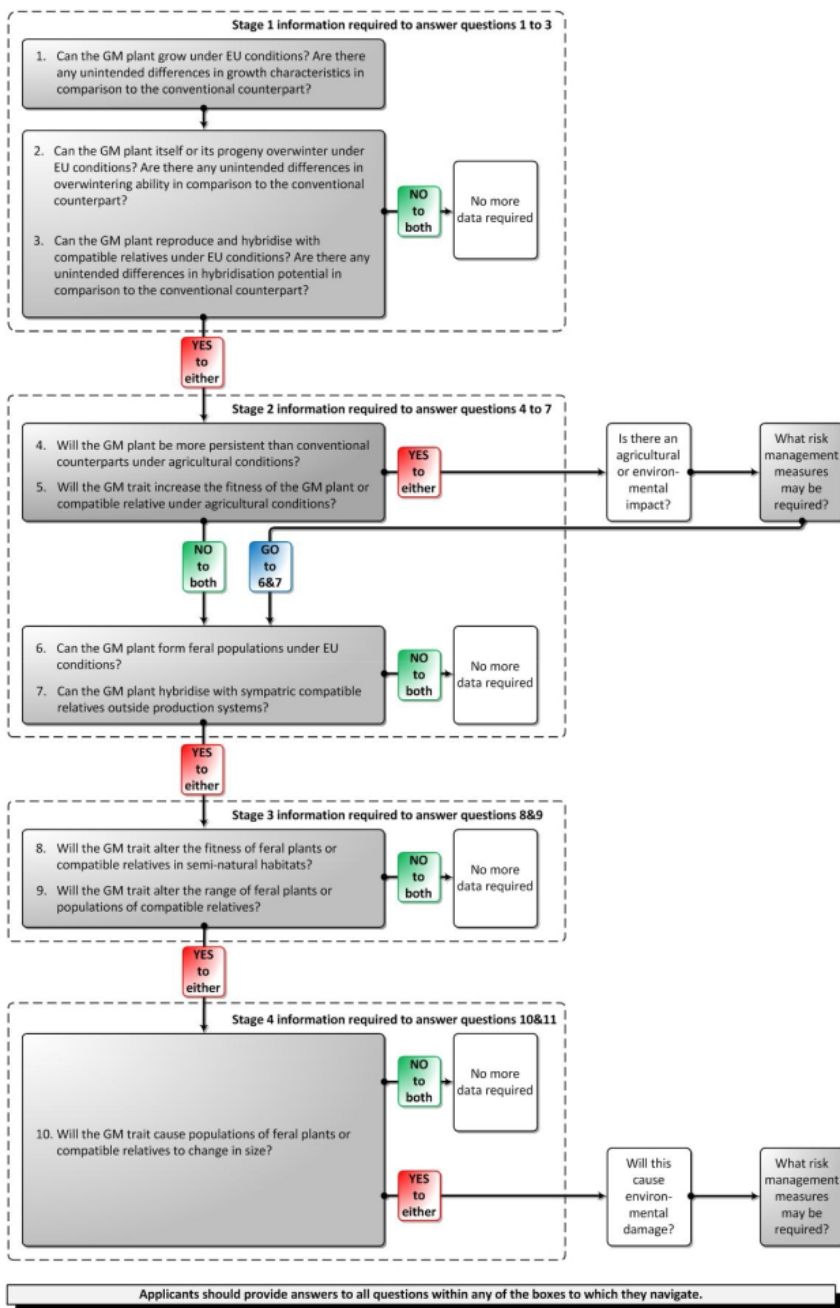 Stage 1 information required to answer questions 1 to 3
1. Can the GM plant grow under EU conditions? Are there
any unintended differences in growth characteristics in
comparison to the conventional counterpart?
2. Can the GM plant itself or its progeny overwinter under
EU conditions? Are there any unintended differences in
overwintering ability in comparison to the conventional
counterpart?
3. Can the GM plant reproduce and hybridise with
compatible relatives under EU conditions? Are there any
unintended differences in hybridisation potential in
comparison to the conventional counterpart?
NO
to
both
No more
data required
YES
to
either
Stage 2 information required to answer questions 4 to 7
4. Will the GM plant be more persistent than conventional
counterparts under agricultural conditions?
5. Will the GM trait increase the fitness of the GM plant or
compatible relative under agricultural conditions?
YES
to
either
Is there an
agricultural
or environ-
mental
impact?
What risk
management
measures
may be
required?
NO
to
both
GO
to
6&7
6. Can the GM plant form feral populations under EU
conditions?
7. Can the GM plant hybridise with sympatric compatible
relatives outside production systems?
NO
to
both
No more
data required
YES
to
either
Stage 3 information required to answer questions 8&9
8. Will the GM trait alter the fitness of feral plants or
compatible relatives in semi-natural habitats?
9. Will the GM trait alter the range of feral plants or
populations of compatible relatives?
NO
to
both
No more
data required
YES
to
either
Stage 4 information required to answer questions 10&11
10. Will the GM trait cause populations of feral plants or
compatible relatives to change in size?
NO
to
both
No more
data required
YES
to
either
Will this
cause
environ-
mental
damage?
What risk
management
measures
may be
required?
Applicants should provide answers to all questions within any of the boxes to which they navigate.